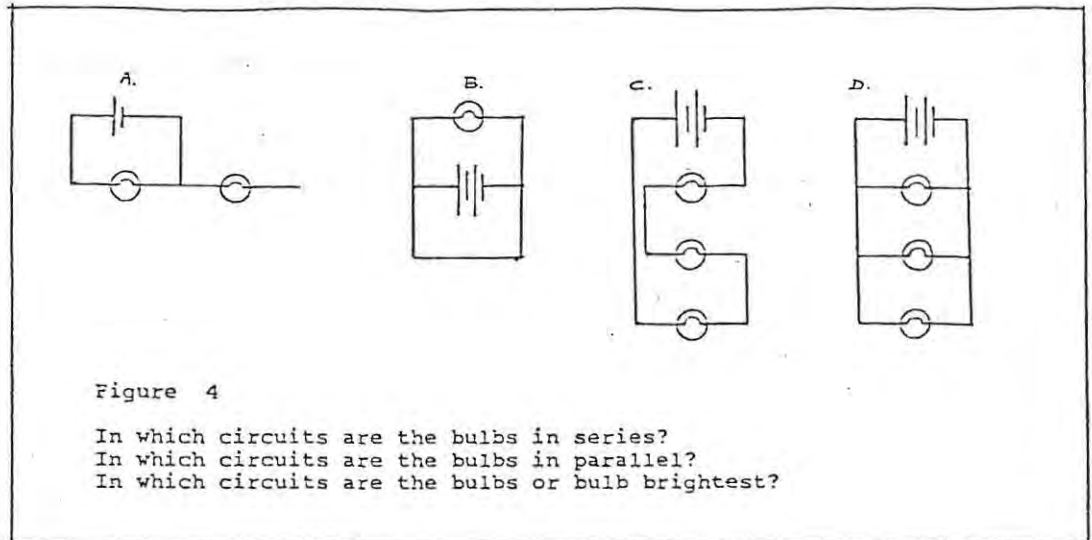 A.
B.
C.
D.
Figure 4
In which circuits are the bulbs in series?
In which circuits are the bulbs in parallel?
In which circuits are the bulbs or bulb brightest?